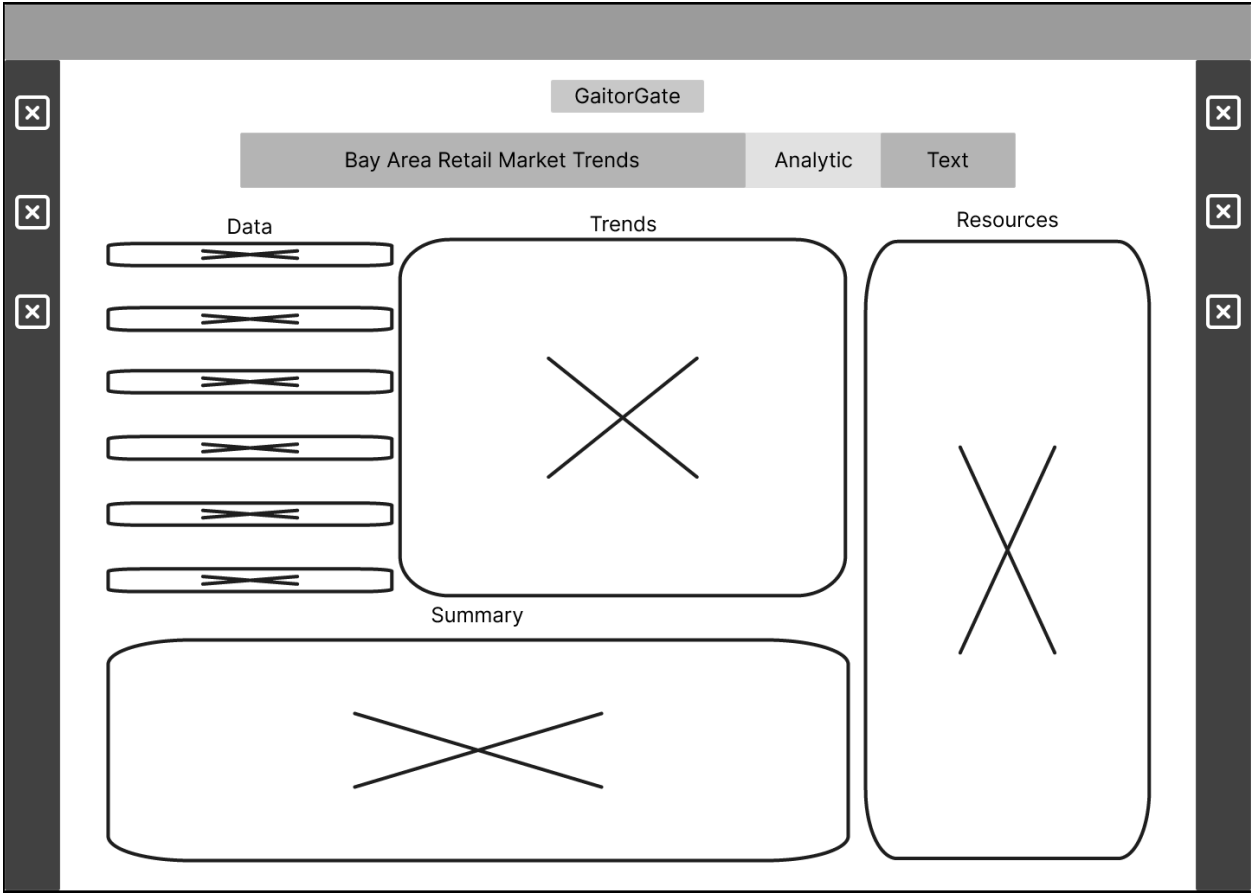 GaitorGate
Bay Area Retail Market Trends Analytic Text
Data Trends Resources
Summary